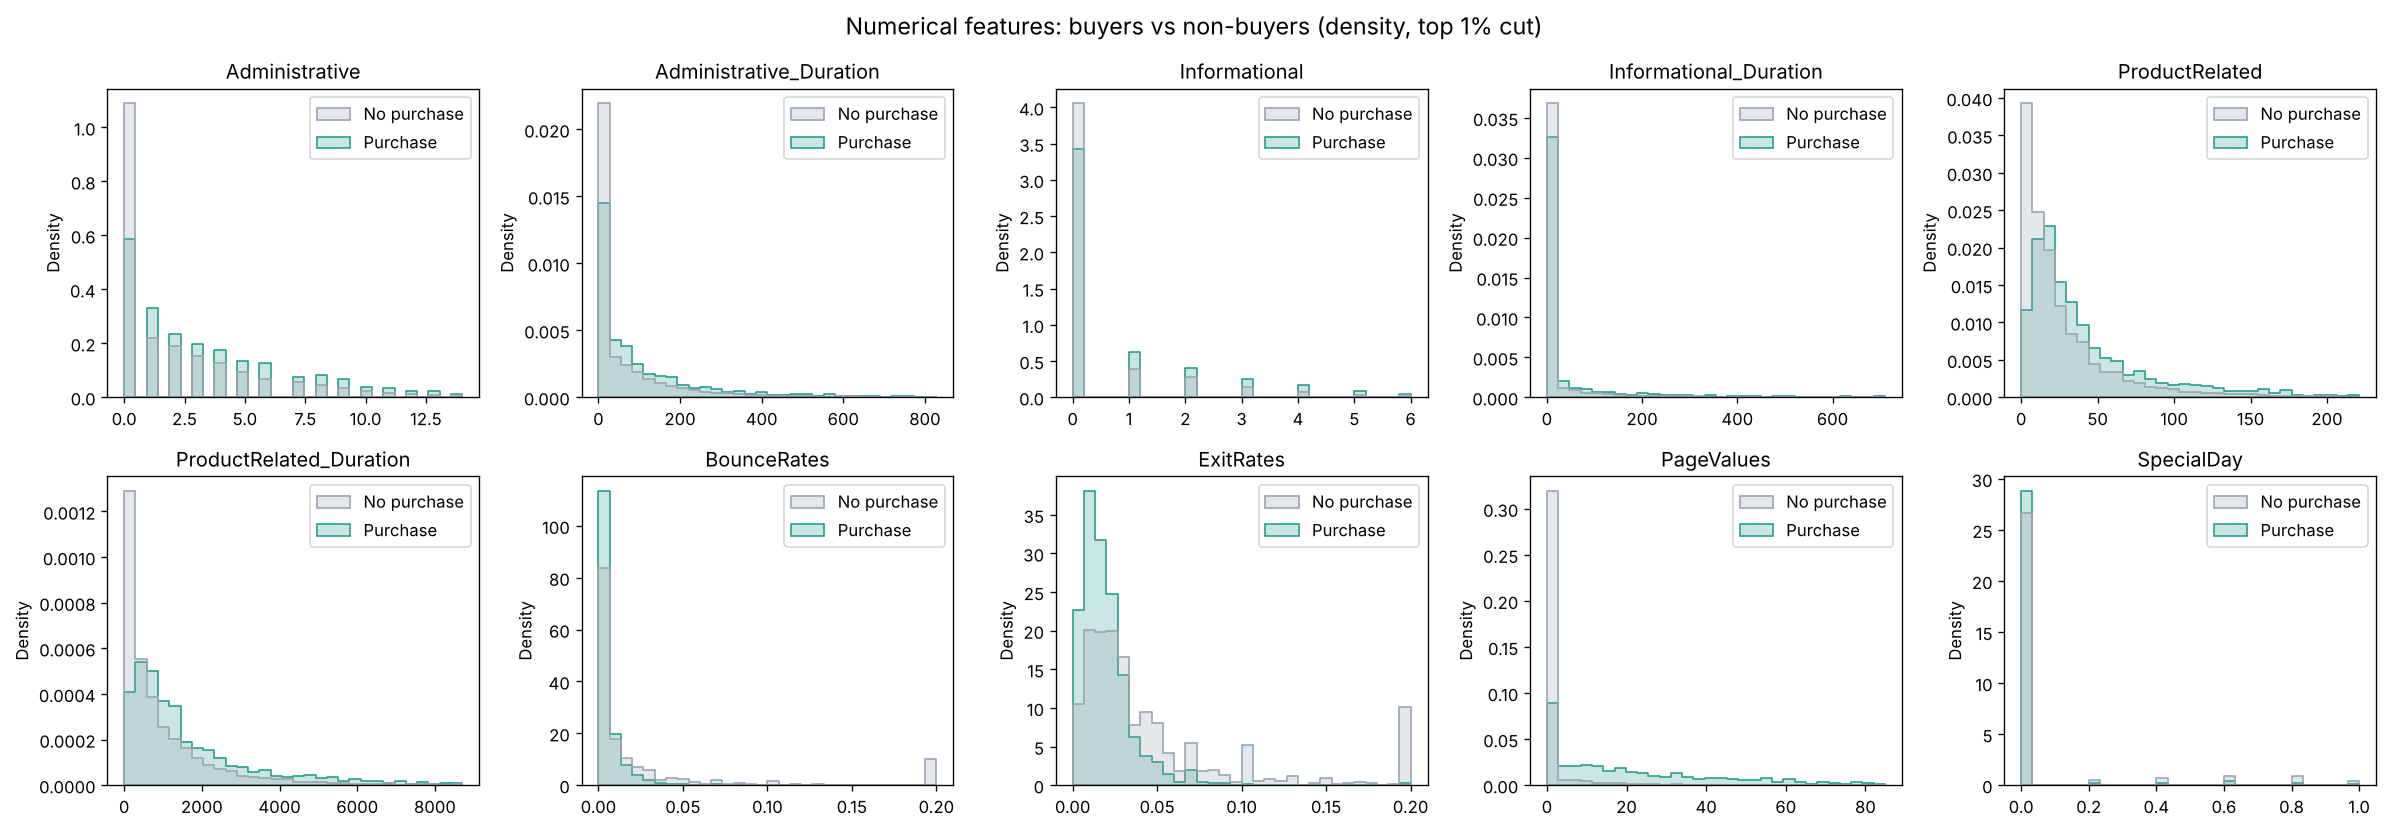 Numerical features: buyers vs non-buyers (density, top 1% cut)
Administrative
No purchase
Purchase
Density
1.0
0.8
0.6
0.4
0.2
0.0
0.0 2.5 5.0 7.5 10.0 12.5
Administrative_Duration
No purchase
Purchase
Density
0.020
0.015
0.010
0.005
0.000
0 200 400 600 800
Informational
No purchase
Purchase
Density
4.0
3.5
3.0
2.5
2.0
1.5
1.0
0.5
0.0
0 1 2 3 4 5 6
Informational_Duration
No purchase
Purchase
Density
0.035
0.030
0.025
0.020
0.015
0.010
0.005
0.000
0 200 400 600
ProductRelated
No purchase
Purchase
Density
0.040
0.035
0.030
0.025
0.020
0.015
0.010
0.005
0.000
0 50 100 150 200
ProductRelated_Duration
No purchase
Purchase
Density
0.0012
0.0010
0.0008
0.0006
0.0004
0.0002
0.0000
0 2000 4000 6000 8000
BounceRates
No purchase
Purchase
Density
100
80
60
40
20
0
0.00 0.05 0.10 0.15 0.20
ExitRates
No purchase
Purchase
Density
35
30
25
20
15
10
5
0
0.00 0.05 0.10 0.15 0.20
PageValues
No purchase
Purchase
Density
0.30
0.25
0.20
0.15
0.10
0.05
0.00
0 20 40 60 80
SpecialDay
No purchase
Purchase
Density
30
25
20
15
10
5
0
0.0 0.2 0.4 0.6 0.8 1.0